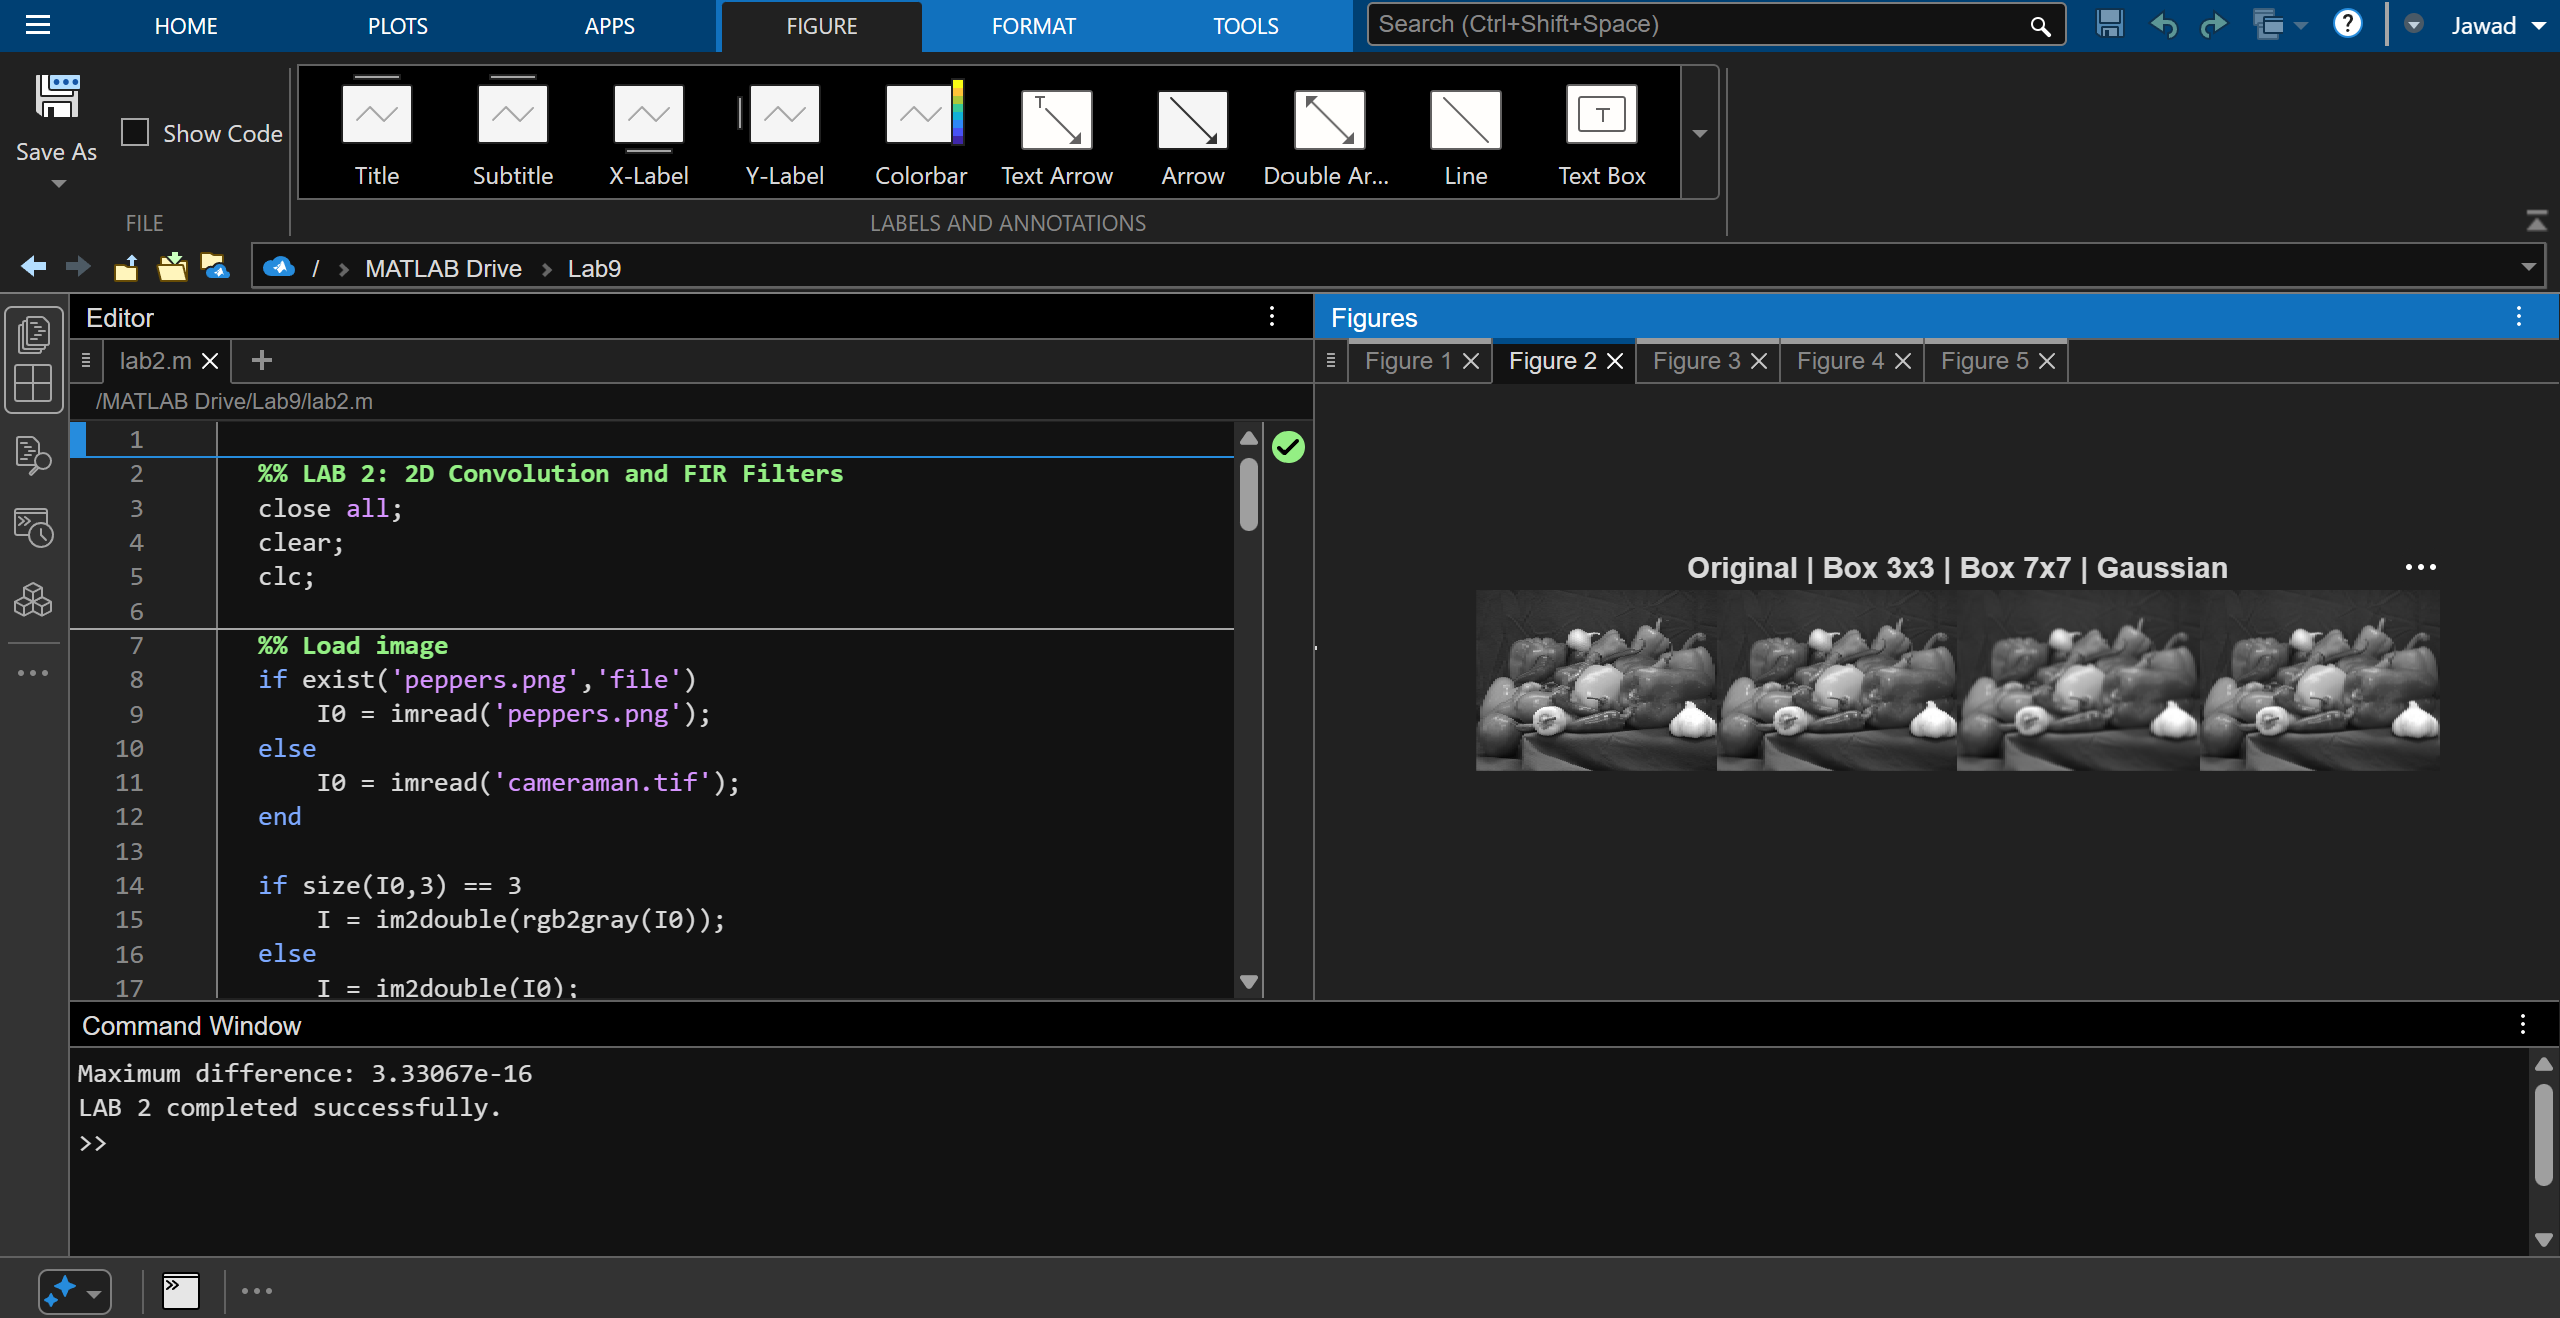 HOME PLOTS APPS FIGURE FORMAT TOOLS Search (Ctrl+Shift+Space) ? Jawad
Save As
Show Code
FILE
Title Subtitle X-Label Y-Label Colorbar Text Arrow Arrow Double Ar... Line Text Box
LABELS AND ANNOTATIONS
/ › MATLAB Drive › Lab9
Editor
lab2.m
/MATLAB Drive/Lab9/lab2.m
1
2 %% LAB 2: 2D Convolution and FIR Filters
3 close all;
4 clear;
5 clc;
6
7 %% Load image
8 if exist('peppers.png','file')
9 I0 = imread('peppers.png');
10 else
11 I0 = imread('cameraman.tif');
12 end
13
14 if size(I0,3) == 3
15 I = im2double(rgb2gray(I0));
16 else
17 I = im2double(I0);
Figures
Figure 1 Figure 2 Figure 3 Figure 4 Figure 5
Original | Box 3x3 | Box 7x7 | Gaussian
Command Window
Maximum difference: 3.33067e-16
LAB 2 completed successfully.
>>